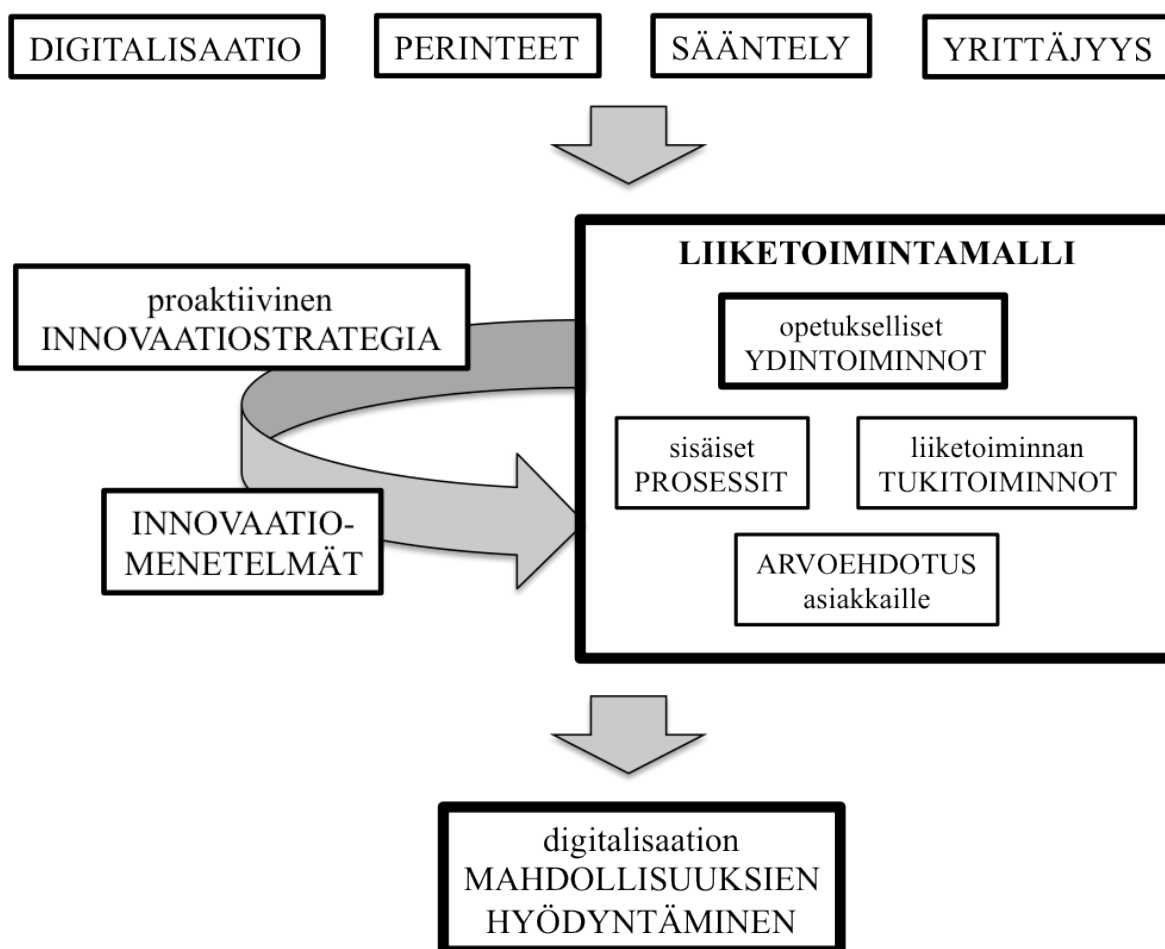 DIGITALISAATIO
PERINTEET
SÄÄNTELY
YRITTÄJYYS
LIIKETOIMINTAMALLI
proaktiivinen
INNOVAATIOSTRATEGIA
opetukselliset
YDINTOIMINNOT
sisäiset
PROSESSIT
liiketoiminnan
TUKITOIMINNOT
INNOVAATIO-
MENETELMÄT
ARVOEHDOTUS
asiakkaille
digitalisaation
MAHDOLLISUUKSIEN
HYÖDYNTÄMINEN